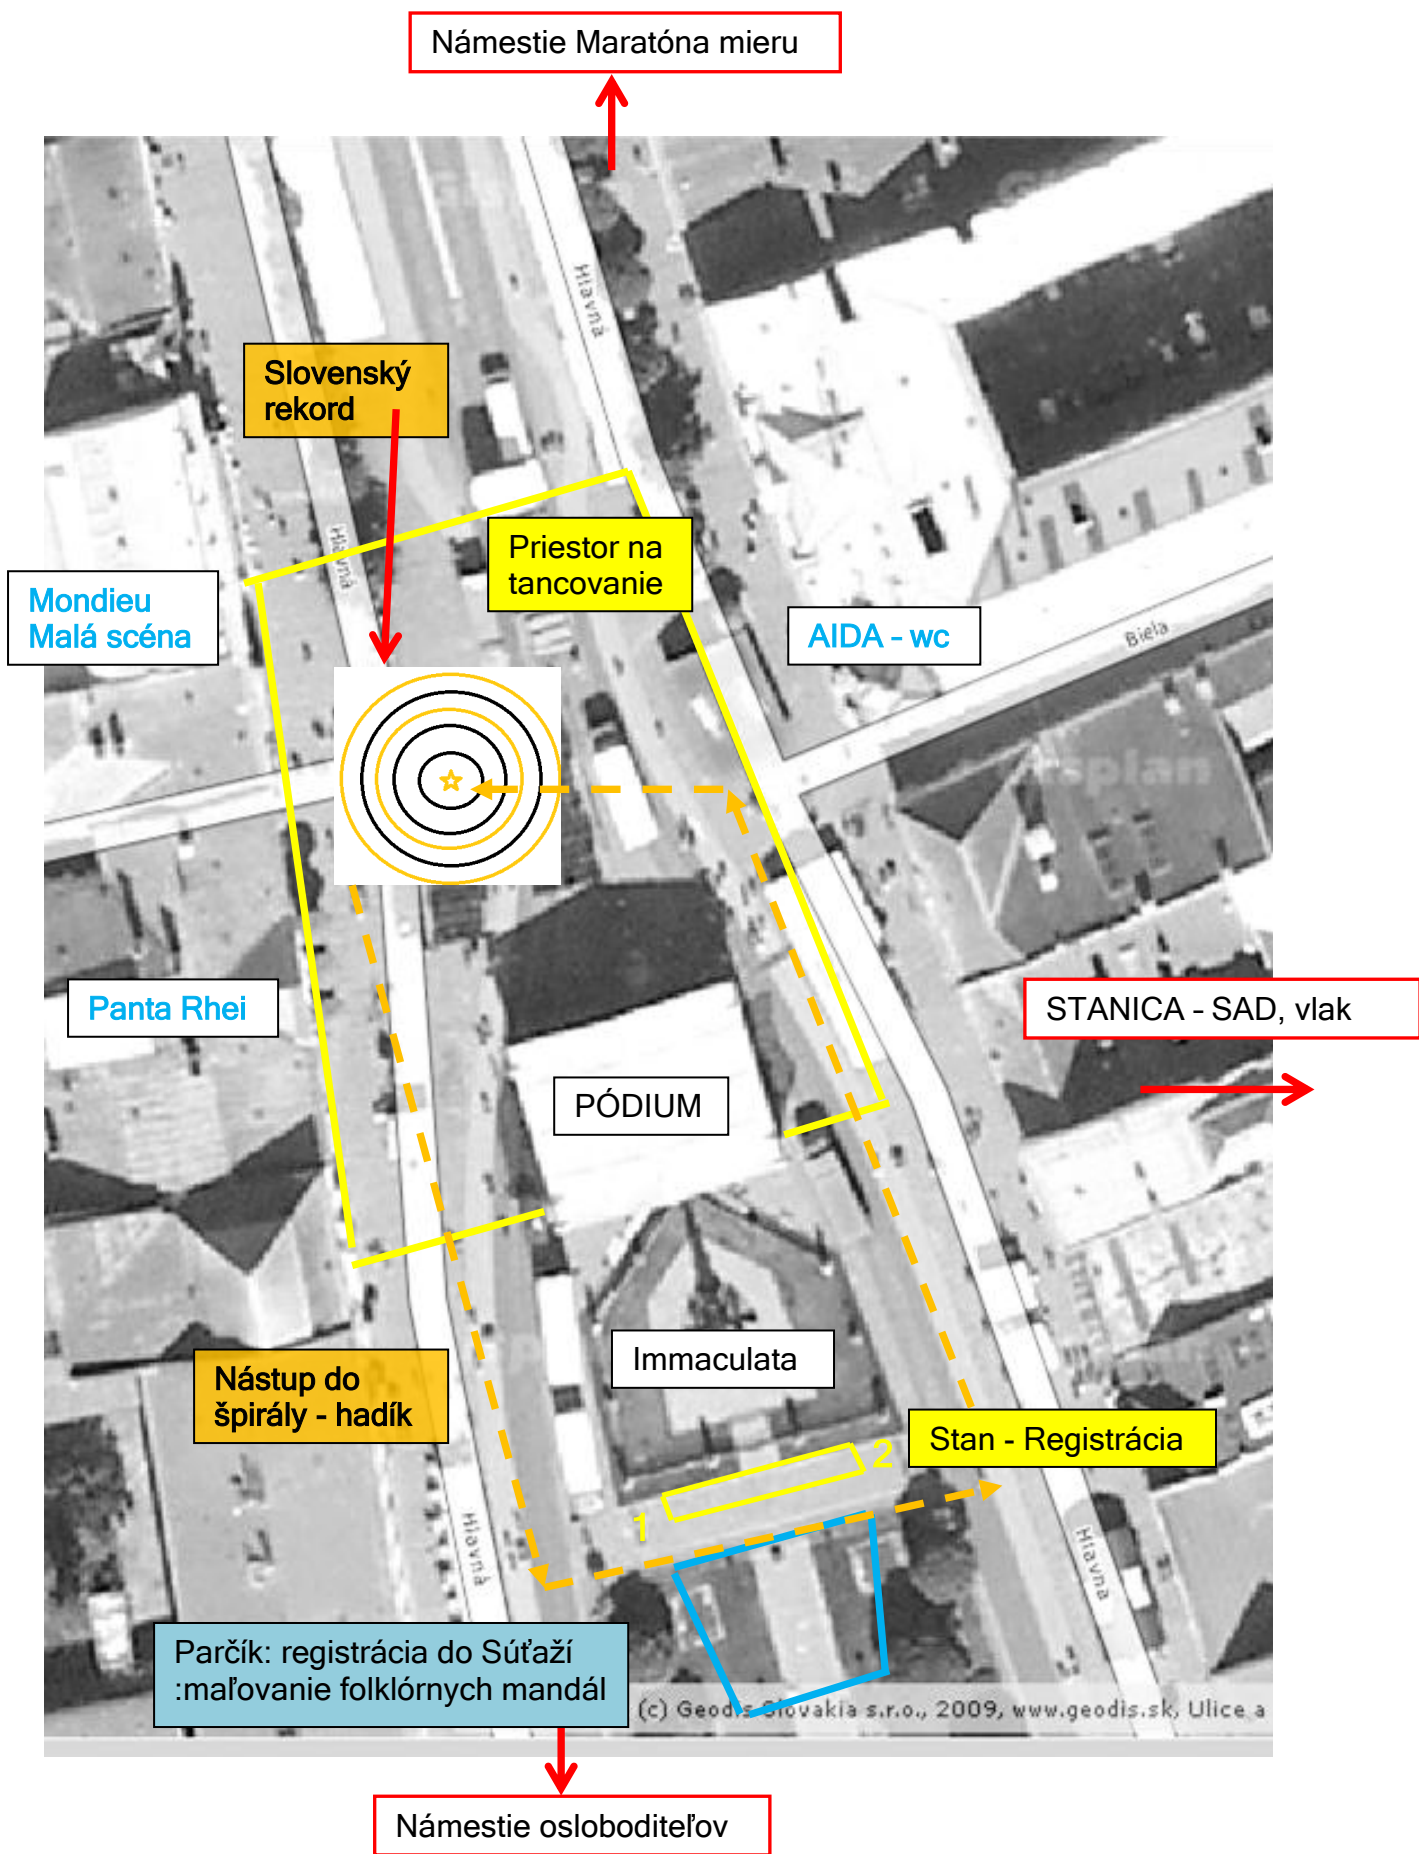 Námestie Maratóna mieru
Hlavná
Slovenský
rekord
Hlavná
Priestor na
tancovanie
Mondieu
Malá scéna
AIDA - wc
Biela
Panta Rhei
STANICA - SAD, vlak
PÓDIUM
Immaculata
Nástup do
špirály - hadík
Stan - Registrácia
2
1
Hlavná
Hlavná
Parčík: registrácia do Súťaží
:maľovanie folklórnych mandál
(c) Geodis Slovakia s.r.o., 2009, www.geodis.sk, Ulice a
Námestie osloboditeľov